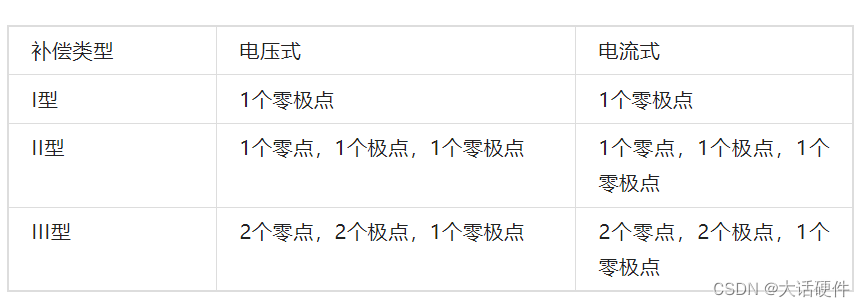 补偿类型 电压式 电流式
I型 1个零极点 1个零极点
II型 1个零点，1个极点，1个零极点 1个零点，1个极点，1个
零极点
III型 2个零点，2个极点，1个零极点 2个零点，2个极点，1个
零极点
CSDN @大话硬件